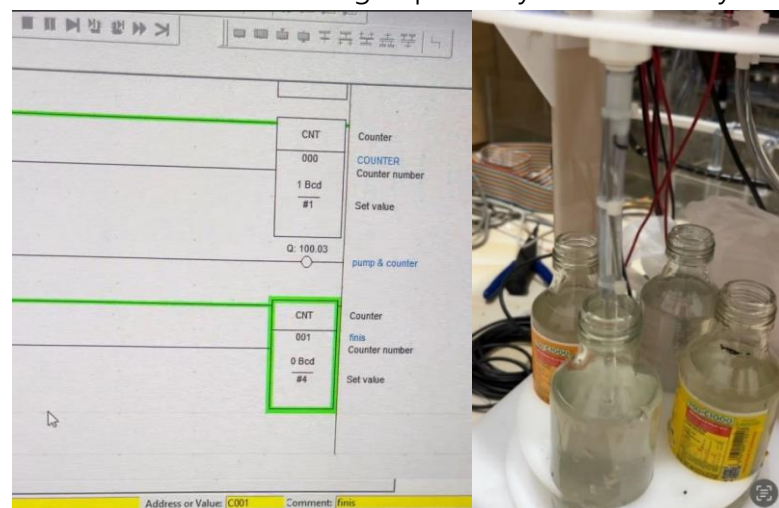 CNT
Counter
000
COUNTER
Counter number
1 Bcd
#1
Set value
Q: 100.03
pump & counter
CNT
Counter
001
finis
Counter number
0 Bcd
#4
Set value
Address or Value: C001 Comment: finis